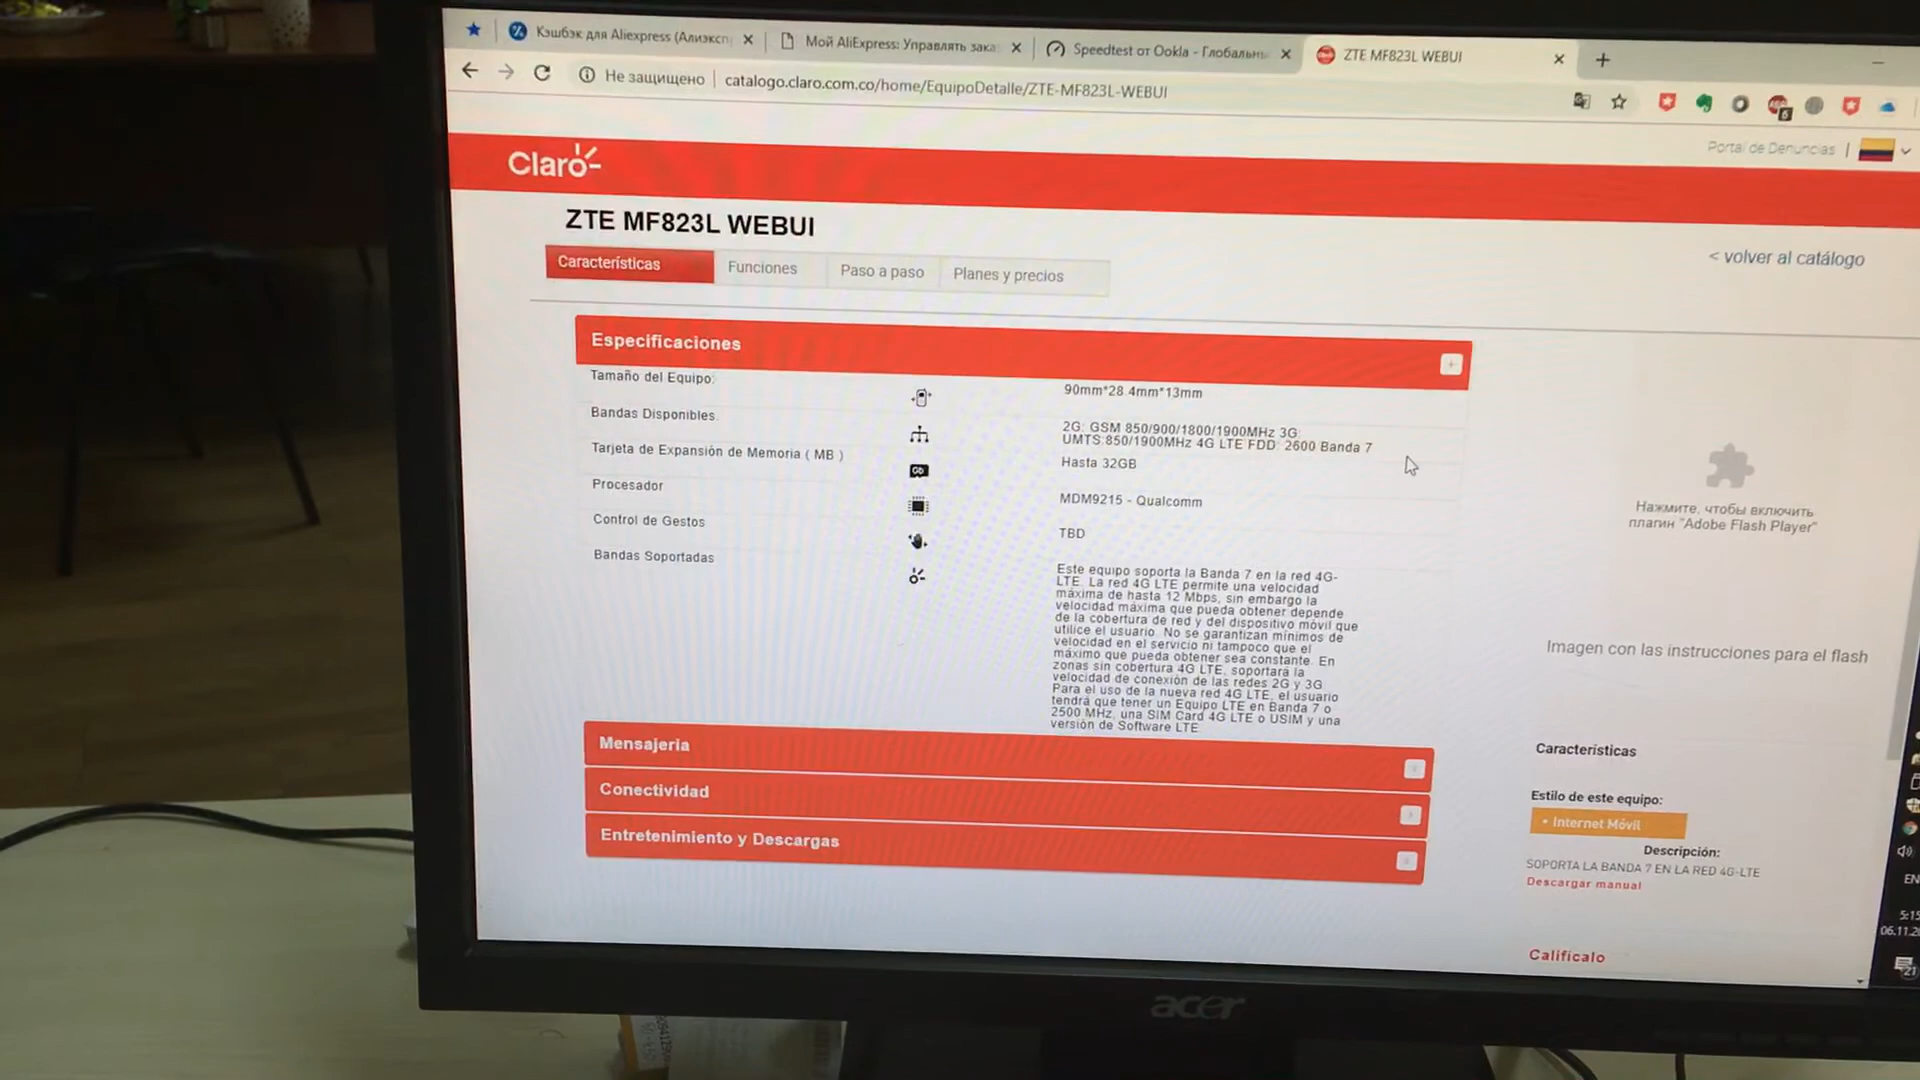 Кэшбэк для Aliexpress (Алиэксп
Мой AliExpress: Управлять зака
Speedtest от Ookla - Глобальн
ZTE MF823L WEBUI
Не защищено
catalogo.claro.com.co/home/EquipoDetalle/ZTE-MF823L-WEBUI
6
Portal de Denuncias |
Claro
ZTE MF823L WEBUI
< volver al catálogo
Características
Funciones
Paso a paso
Planes y precios
Especificaciones
Tamaño del Equipo:
90mm*28.4mm*13mm
Bandas Disponibles.
2G: GSM 850/900/1800/1900MHz 3G:
UMTS:850/1900MHz 4G LTE FDD: 2600 Banda 7
Tarjeta de Expansión de Memoria ( MB )
Hasta 32GB
Procesador
MDM9215 - Qualcomm
Control de Gestos
TBD
Bandas Soportadas
Este equipo soporta la Banda 7 en la red 4G-
LTE. La red 4G LTE permite una velocidad
máxima de hasta 12 Mbps, sin embargo la
velocidad máxima que pueda obtener depende
de la cobertura de red y del dispositivo móvil que
utilice el usuario. No se garantizan mínimos de
velocidad en el servicio ni tampoco que el
máximo que pueda obtener sea constante. En
zonas sin cobertura 4G LTE, soportará la
velocidad de conexión de las redes 2G y 3G
Para el uso de la nueva red 4G LTE, el usuario
tendrá que tener un Equipo LTE en Banda 7 o
2500 MHz, una SIM Card 4G LTE o USIM y una
versión de Software LTE.
Mensajeria
Conectividad
Entretenimiento y Descargas
Нажмите, чтобы включить
плагин "Adobe Flash Player"
Imagen con las instrucciones para el flash
Características
Estilo de este equipo:
• Internet Móvil
Descripción:
SOPORTA LA BANDA 7 EN LA RED 4G-LTE
Descargar manual
Calificalo
EN
5:15
06.11.20
21
acer